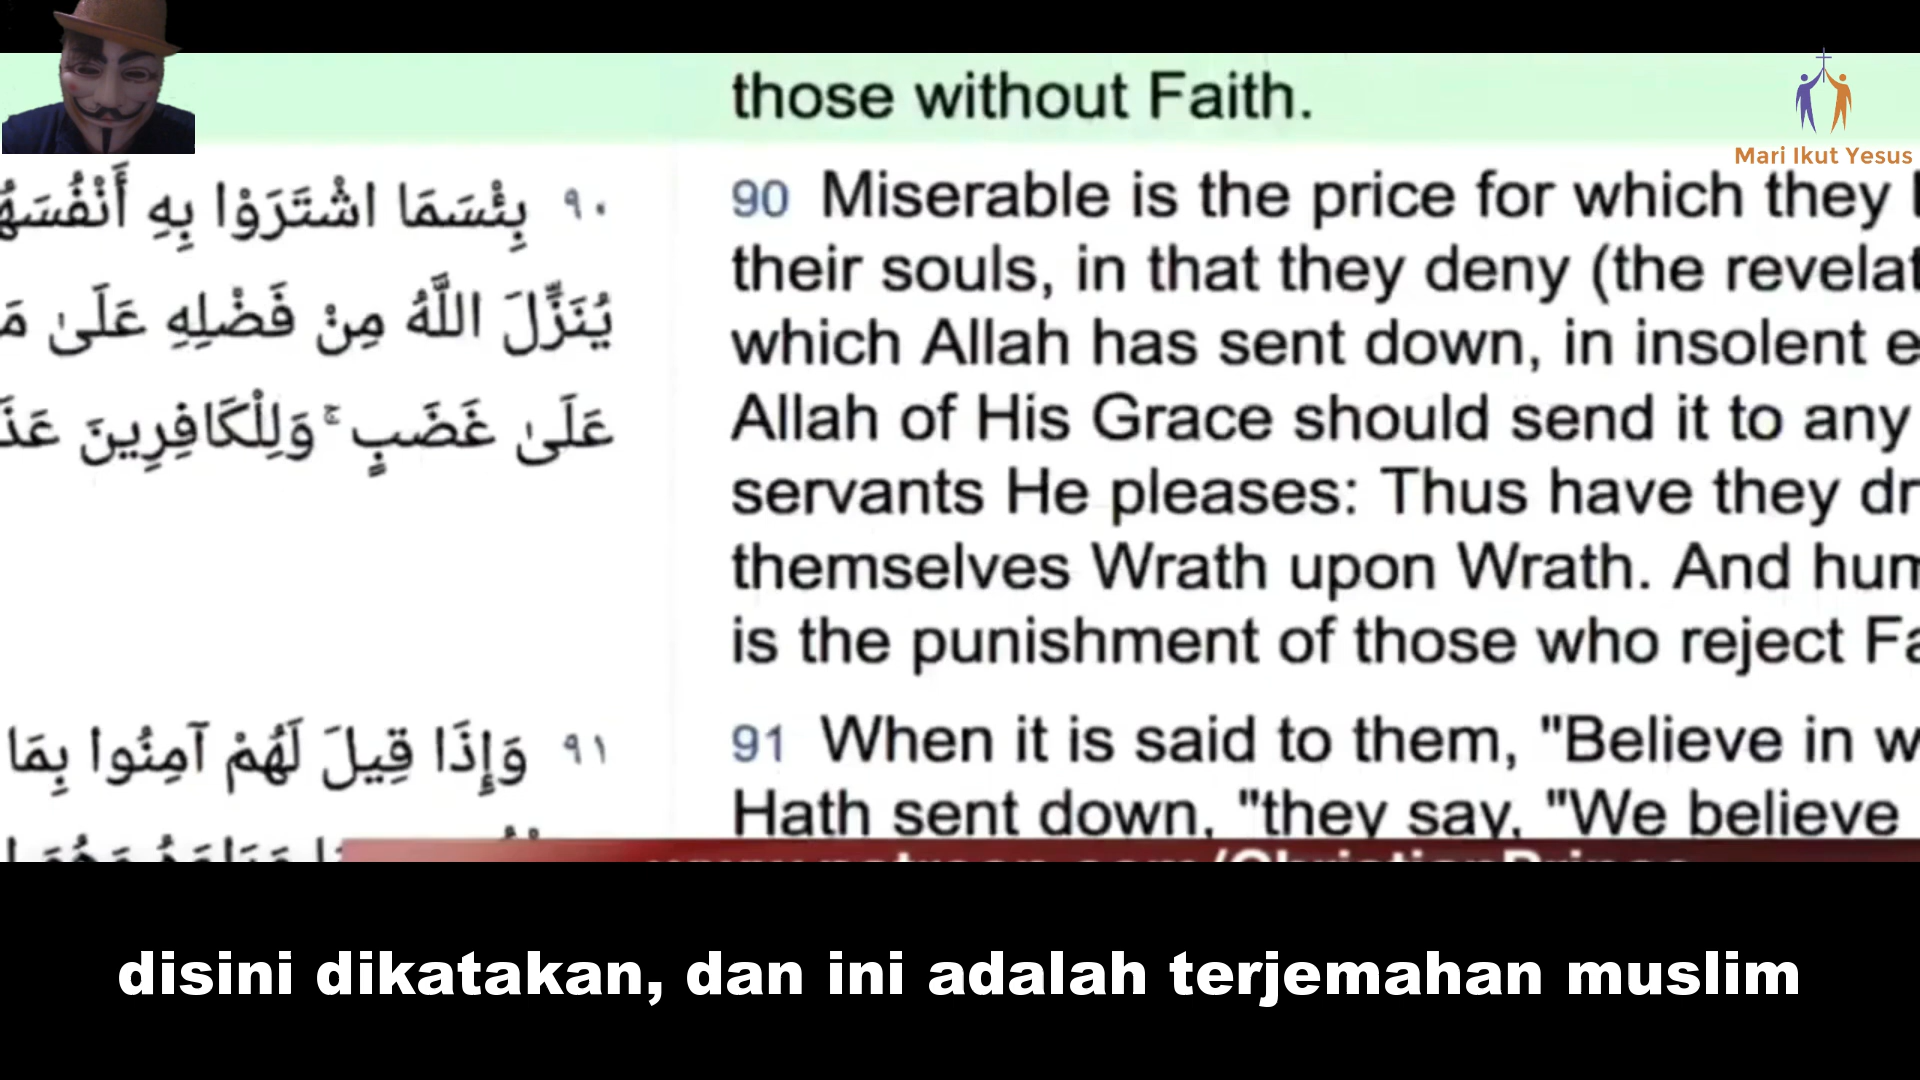 those without Faith.
Mari Ikut Yesus
٩٠ بِئْسَمَا اشْتَرَوْا بِهِ
يُنَزِّلَ اللَّهُ مِنْ فَضْلِهِ عَلَىٰ
عَلَىٰ غَضَبٍ ۚ وَلِلْكَافِرِينَ
90 Miserable is the price for which they
their souls, in that they deny (the
which Allah has sent down, in insolent
Allah of His Grace should send it to any
servants He pleases: Thus have they
themselves Wrath upon Wrath. And
is the punishment of those who reject
٩١ وَإِذَا قِيلَ لَهُمْ آمِنُوا بِمَا
91 When it is said to them, "Believe in
Hath sent down, "they say, "We believe
disini dikatakan, dan ini adalah terjemahan muslim